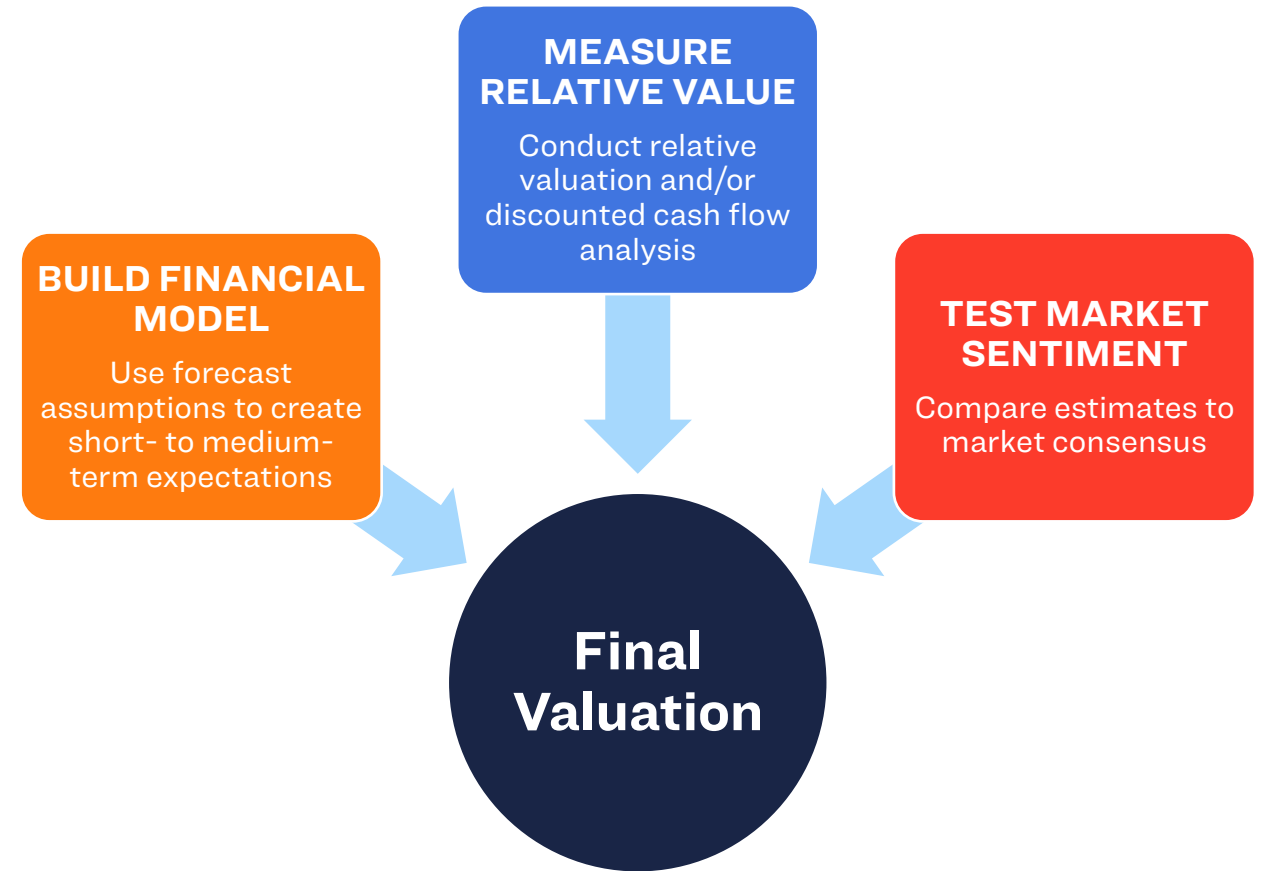 MEASURE
RELATIVE VALUE
Conduct relative
valuation and/or
discounted cash flow
analysis
BUILD FINANCIAL
MODEL
Use forecast
assumptions to create
short- to medium-
term expectations
TEST MARKET
SENTIMENT
Compare estimates to
market consensus
Final
Valuation